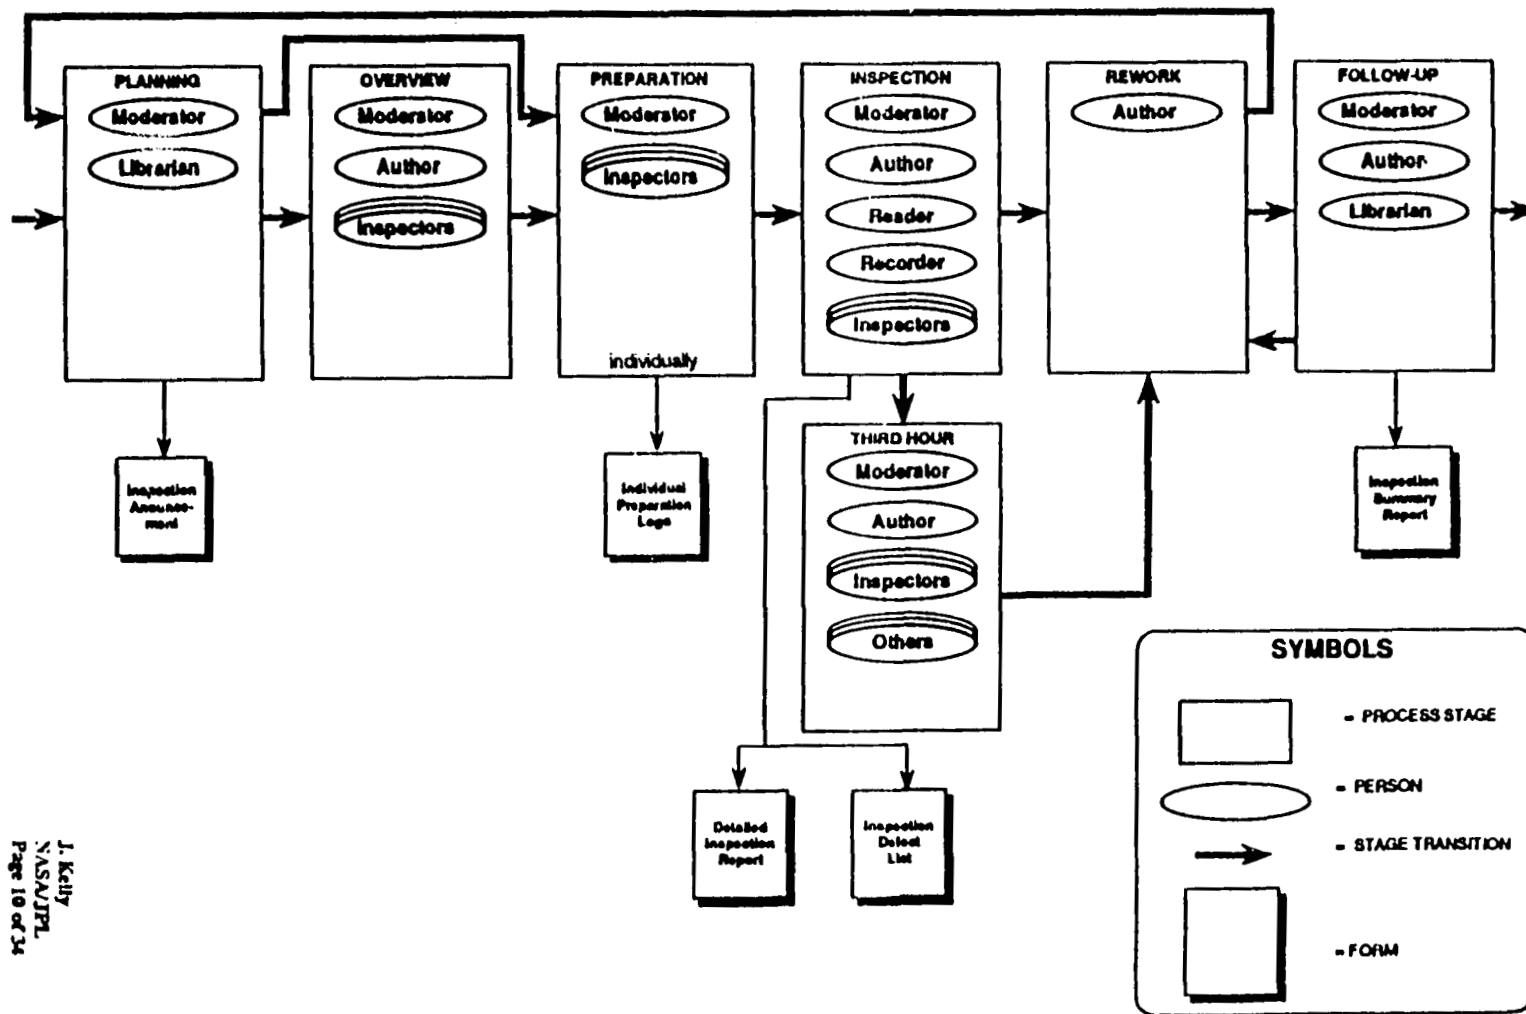 PLANNING
Moderator
Librarian
OVERVIEW
Moderator
Author
Inspectors
PREPARATION
Moderator
Inspectors
individually
INSPECTION
Moderator
Author
Reader
Recorder
Inspectors
REWORK
Author
FOLLOW-UP
Moderator
Author
Librarian
THIRD HOUR
Moderator
Author
Inspectors
Others
Inspection
Anounce-
ment
Individual
Preparation
Logs
Inspection
Summary
Report
Detailed
Inspection
Report
Inspection
Defect
List
SYMBOLS
= PROCESS STAGE
= PERSON
= STAGE TRANSITION
= FORM
J. Kelly
NASA/JPL
Page 10 of 34